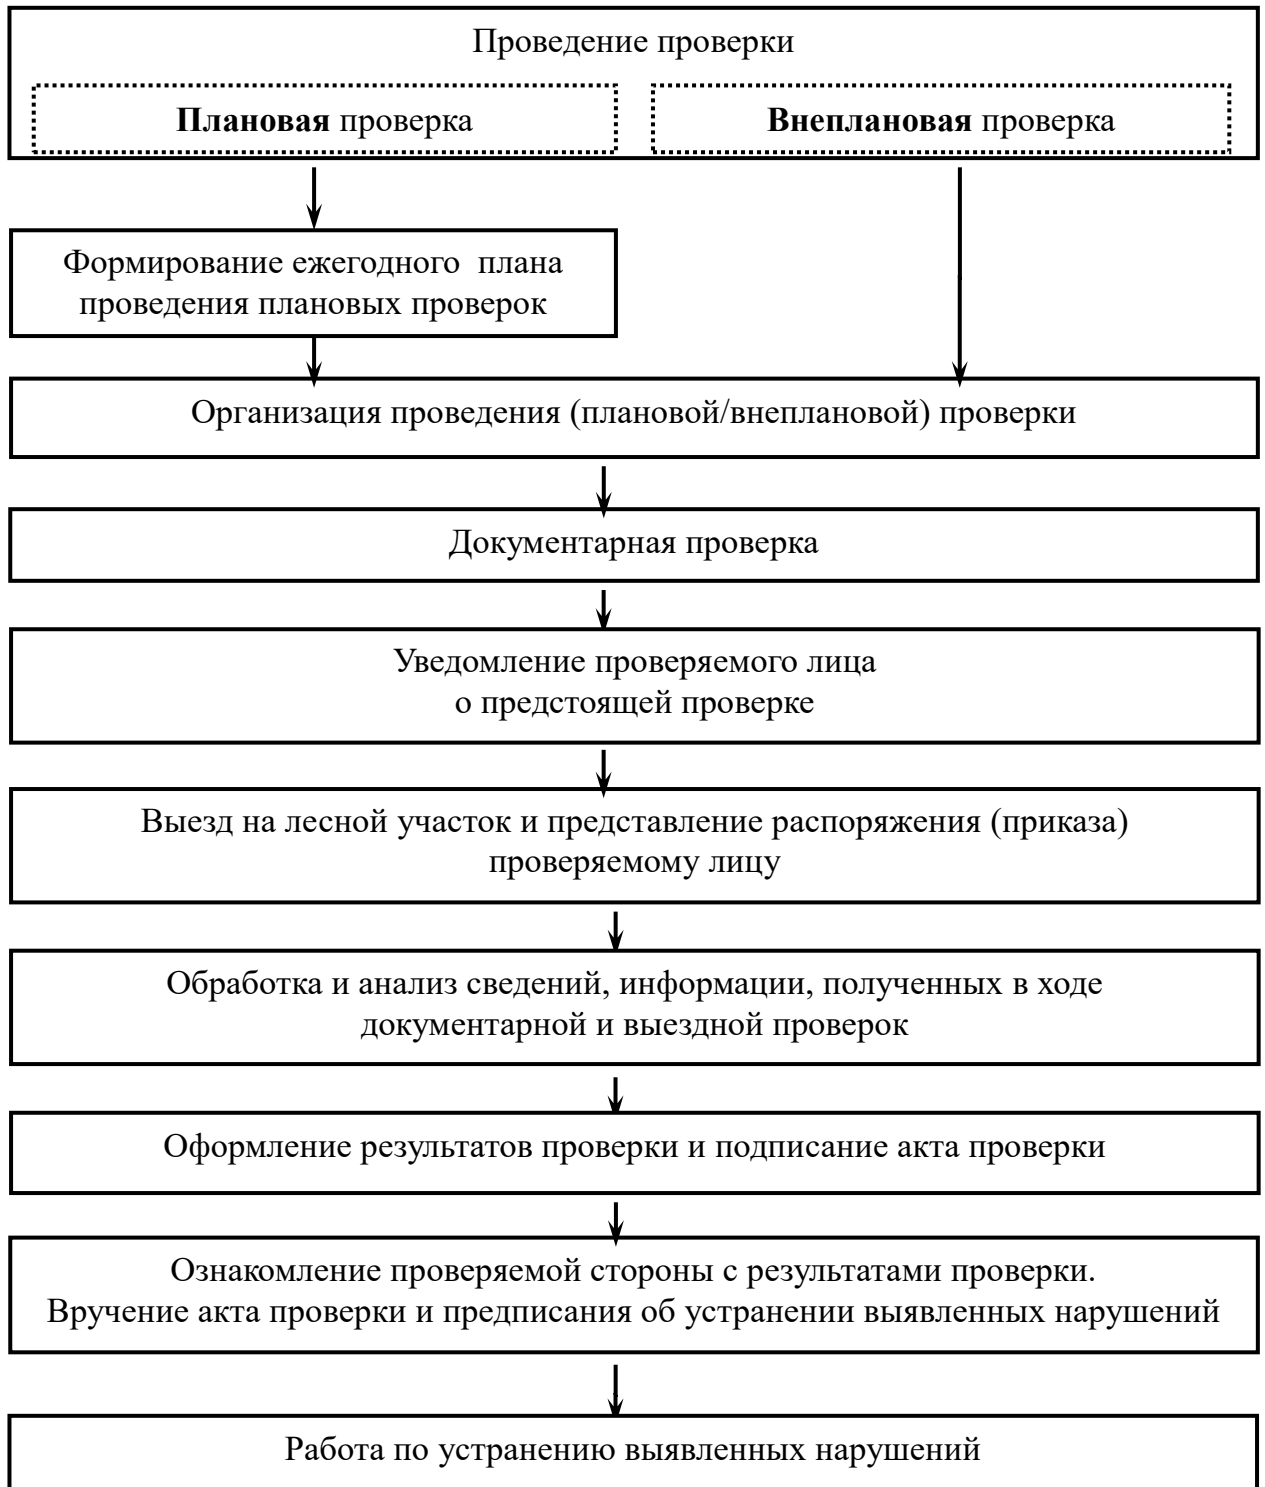 Проведение проверки
Плановая проверка
Внеплановая проверка
Формирование ежегодного плана
проведения плановых проверок
Организация проведения (плановой/внеплановой) проверки
Документарная проверка
Уведомление проверяемого лица
о предстоящей проверке
Выезд на лесной участок и представление распоряжения (приказа)
проверяемому лицу
Обработка и анализ сведений, информации, полученных в ходе
документарной и выездной проверок
Оформление результатов проверки и подписание акта проверки
Ознакомление проверяемой стороны с результатами проверки.
Вручение акта проверки и предписания об устранении выявленных нарушений
Работа по устранению выявленных нарушений